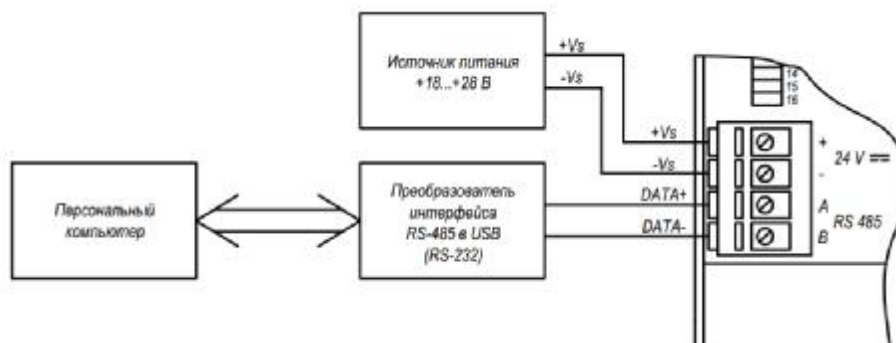 Источник питания
+18...+28 В
+Vs
-Vs
14
15
16
+Vs
-Vs
DATA+
DATA-
+
-
24 V
A
B
RS 485
Персональный
компьютер
Преобразователь
интерфейса
RS-485 в USB
(RS-232)